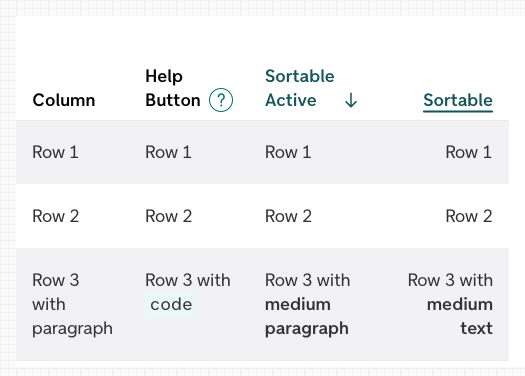 Column
Help
Button ?
Sortable
Active ↓
Sortable
Row 1
Row 1
Row 1
Row 1
Row 2
Row 2
Row 2
Row 2
Row 3
with
paragraph
Row 3 with
code
Row 3 with
medium
paragraph
Row 3 with
medium
text